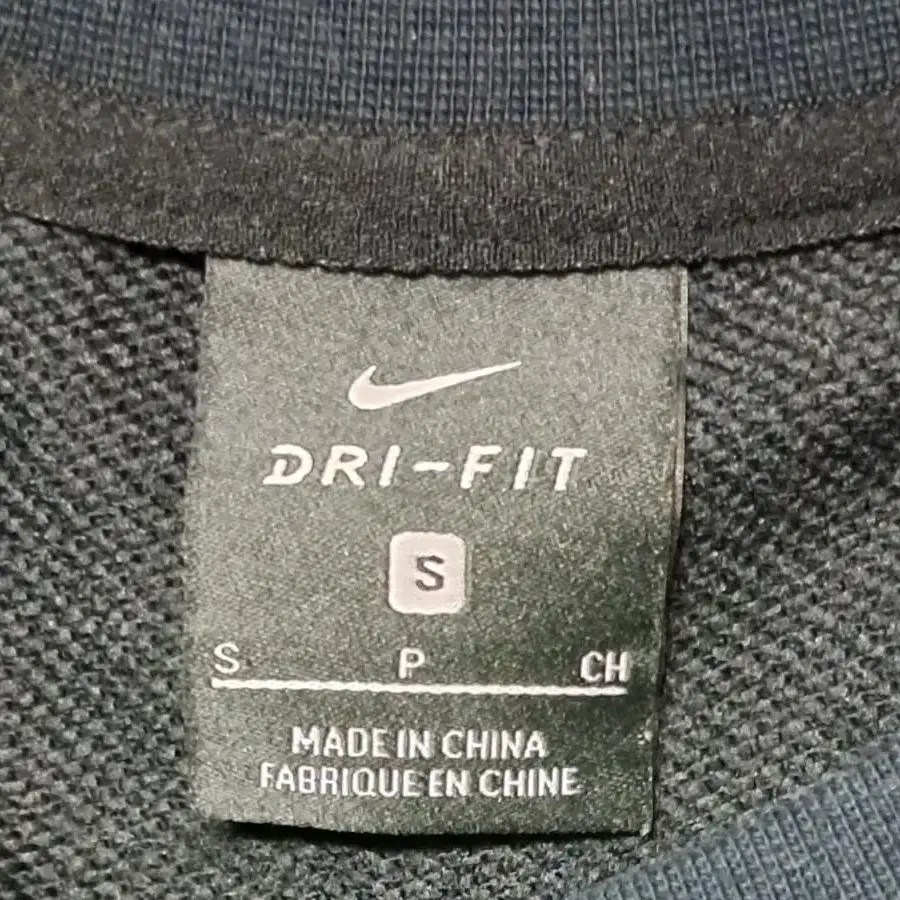 DRI-FIT
S
S P CH
MADE IN CHINA
FABRIQUE EN CHINE